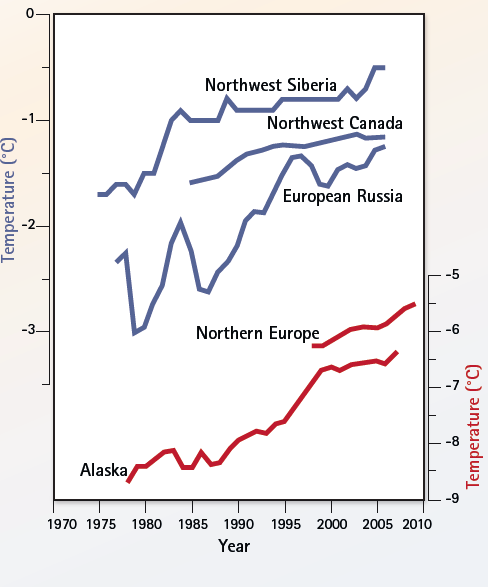 0
-1
-2
-3
Temperature (°C)
Northwest Siberia
Northwest Canada
European Russia
Northern Europe
Alaska
-5
-6
-7
-8
-9
Temperature (°C)
1970 1975 1980 1985 1990 1995 2000 2005 2010
Year